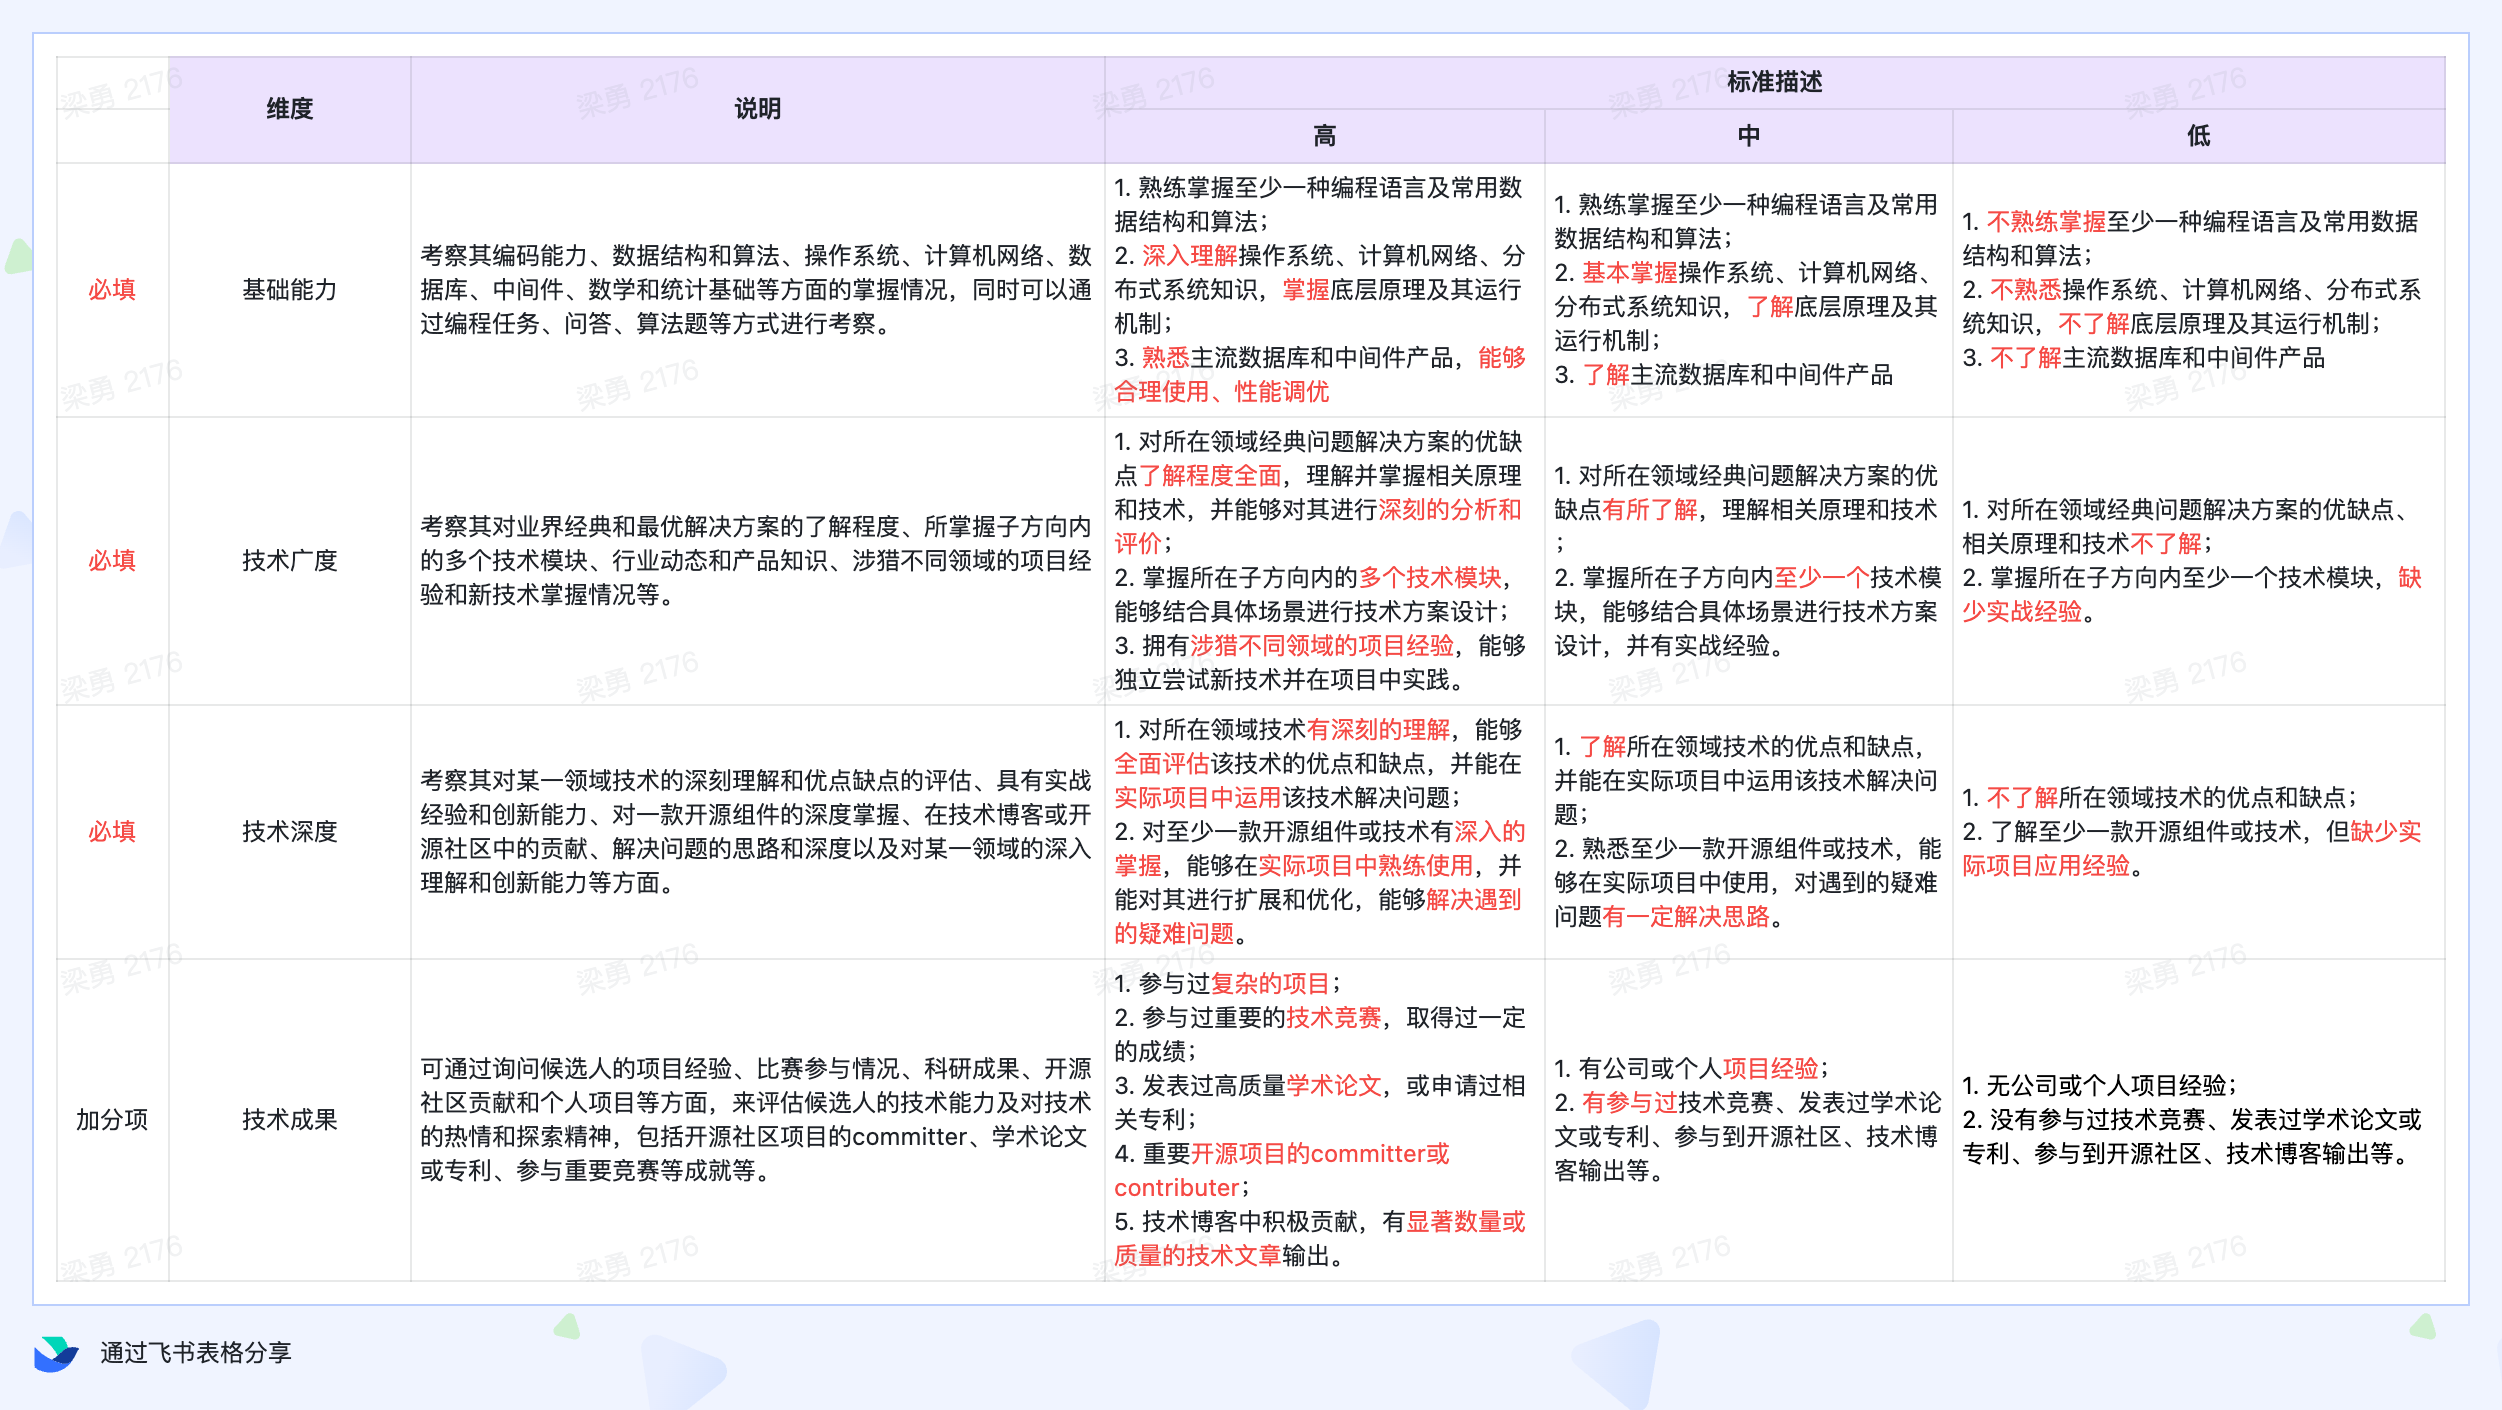 维度
说明
标准描述
高
中
低
必填
基础能力
考察其编码能力、数据结构和算法、操作系统、计算机网络、数
据库、中间件、数学和统计基础等方面的掌握情况，同时可以通
过编程任务、问答、算法题等方式进行考察。
1. 熟练掌握至少一种编程语言及常用数
据结构和算法；
2. 深入理解操作系统、计算机网络、分
布式系统知识，掌握底层原理及其运行
机制；
3. 熟悉主流数据库和中间件产品，能够
合理使用、性能调优
1. 熟练掌握至少一种编程语言及常用
数据结构和算法；
2. 基本掌握操作系统、计算机网络、
分布式系统知识，了解底层原理及其
运行机制；
3. 了解主流数据库和中间件产品
1. 不熟练掌握至少一种编程语言及常用数据
结构和算法；
2. 不熟悉操作系统、计算机网络、分布式系
统知识，不了解底层原理及其运行机制；
3. 不了解主流数据库和中间件产品
必填
技术广度
考察其对业界经典和最优解决方案的了解程度、所掌握子方向内
的多个技术模块、行业动态和产品知识、涉猎不同领域的项目经
验和新技术掌握情况等。
1. 对所在领域经典问题解决方案的优缺
点了解程度全面，理解并掌握相关原理
和技术，并能够对其进行深刻的分析和
评价；
2. 掌握所在子方向内的多个技术模块，
能够结合具体场景进行技术方案设计；
3. 拥有涉猎不同领域的项目经验，能够
独立尝试新技术并在项目中实践。
1. 对所在领域经典问题解决方案的优
缺点有所了解，理解相关原理和技术
；
2. 掌握所在子方向内至少一个技术模
块，能够结合具体场景进行技术方案
设计，并有实战经验。
1. 对所在领域经典问题解决方案的优缺点、
相关原理和技术不了解；
2. 掌握所在子方向内至少一个技术模块，缺
少实战经验。
必填
技术深度
考察其对某一领域技术的深刻理解和优点缺点的评估、具有实战
经验和创新能力、对一款开源组件的深度掌握、在技术博客或开
源社区中的贡献、解决问题的思路和深度以及对某一领域的深入
理解和创新能力等方面。
1. 对所在领域技术有深刻的理解，能够
全面评估该技术的优点和缺点，并能在
实际项目中运用该技术解决问题；
2. 对至少一款开源组件或技术有深入的
掌握，能够在实际项目中熟练使用，并
能对其进行扩展和优化，能够解决遇到
的疑难问题。
1. 了解所在领域技术的优点和缺点，
并能在实际项目中运用该技术解决问
题；
2. 熟悉至少一款开源组件或技术，能
够在实际项目中使用，对遇到的疑难
问题有一定解决思路。
1. 不了解所在领域技术的优点和缺点；
2. 了解至少一款开源组件或技术，但缺少实
际项目应用经验。
加分项
技术成果
可通过询问候选人的项目经验、比赛参与情况、科研成果、开源
社区贡献和个人项目等方面，来评估候选人的技术能力及对技术
的热情和探索精神，包括开源社区项目的committer、学术论文
或专利、参与重要竞赛等成就等。
1. 参与过复杂的项目；
2. 参与过重要的技术竞赛，取得过一定
的成绩；
3. 发表过高质量学术论文，或申请过相
关专利；
4. 重要开源项目的committer或
contributer；
5. 技术博客中积极贡献，有显著数量或
质量的技术文章输出。
1. 有公司或个人项目经验；
2. 有参与过技术竞赛、发表过学术论
文或专利、参与到开源社区、技术博
客输出等。
1. 无公司或个人项目经验；
2. 没有参与过技术竞赛、发表过学术论文或
专利、参与到开源社区、技术博客输出等。
通过飞书表格分享
梁勇 2176